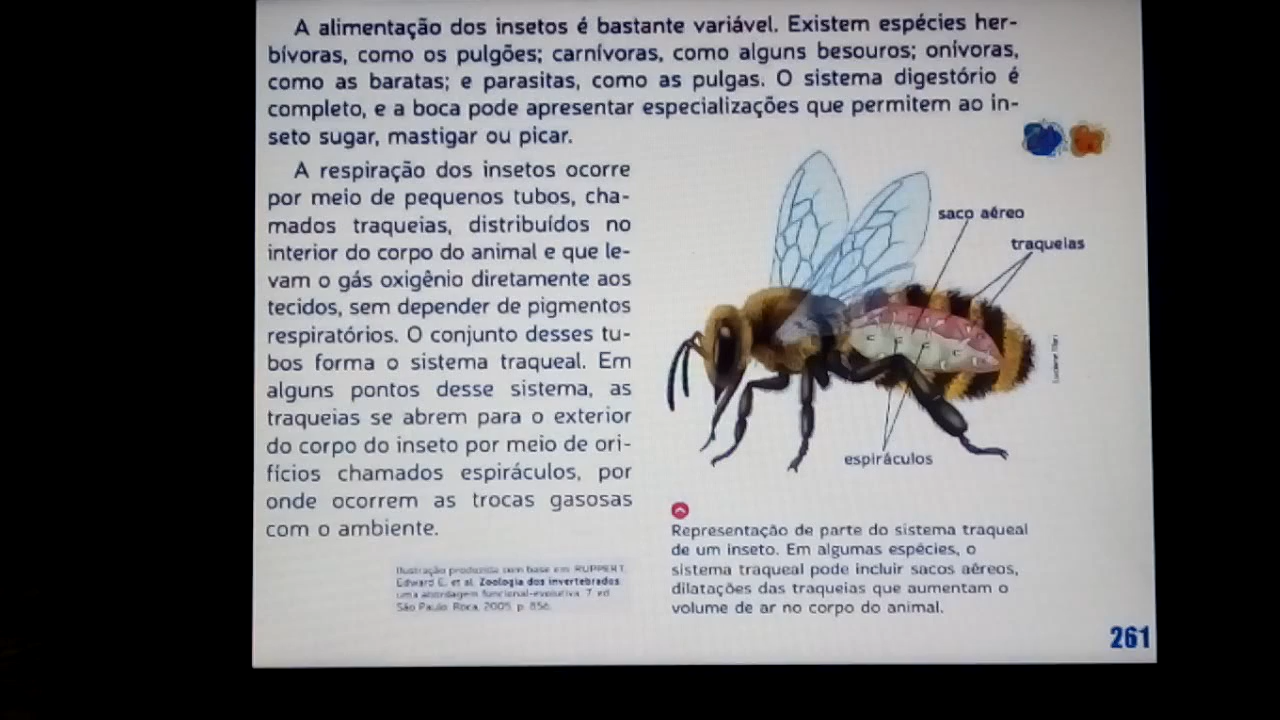 A alimentação dos insetos é bastante variável. Existem espécies her-
bívoras, como os pulgões; carnívoras, como alguns besouros; onívoras,
como as baratas; e parasitas, como as pulgas. O sistema digestório é
completo, e a boca pode apresentar especializações que permitem ao in-
seto sugar, mastigar ou picar.
A respiração dos insetos ocorre
por meio de pequenos tubos, cha-
mados traqueias, distribuídos no
interior do corpo do animal e que le-
vam o gás oxigênio diretamente aos
tecidos, sem depender de pigmentos
respiratórios. O conjunto desses tu-
bos forma o sistema traqueal. Em
alguns pontos desse sistema, as
traqueias se abrem para o exterior
do corpo do inseto por meio de ori-
fícios chamados espiráculos, por
onde ocorrem as trocas gasosas
com o ambiente.
saco aéreo
traqueias
espiráculos
Representação de parte do sistema traqueal
de um inseto. Em algumas espécies, o
sistema traqueal pode incluir sacos aéreos,
dilatações das traqueias que aumentam o
volume de ar no corpo do animal.
Ilustração produzida com base em: RUPPERT,
Edward E. et al. Zoologia dos invertebrados:
uma abordagem funcional-evolutiva. 7. ed.
São Paulo: Roca, 2005. p. 856.
261